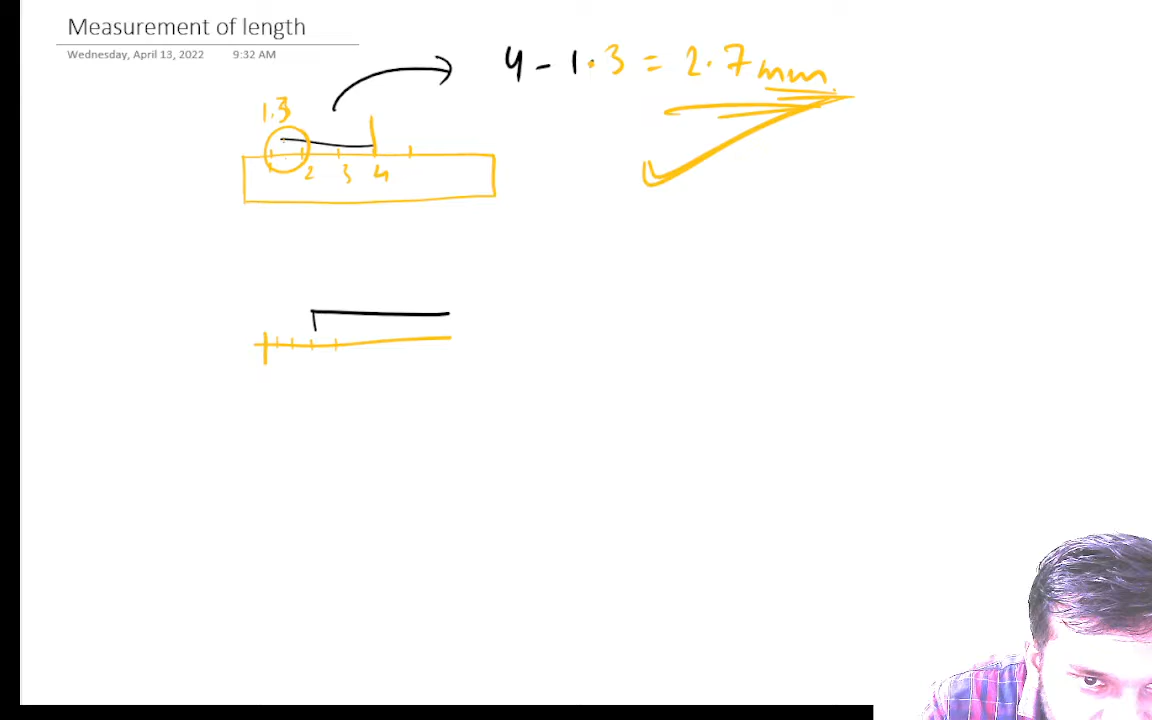 Measurement of length
Wednesday, April 13, 2022 9:32 AM
4 - 1.3 = 2.7 mm
1.3
2 3 4